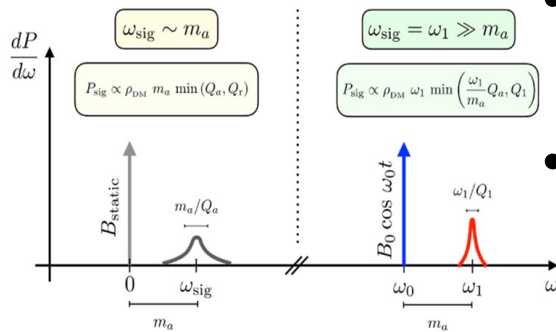 ω_sig ∼ m_a
ω_sig = ω_1 ≫ m_a
dP/dω
P_sig ∝ ρ_DM m_a min (Q_a, Q_r)
P_sig ∝ ρ_DM ω_1 min (ω_1/m_a Q_a, Q_1)
B_static
m_a/Q_a
B_0 cos ω_0t
ω_1/Q_1
0
ω_sig
ω_0
ω_1
ω
m_a
m_a